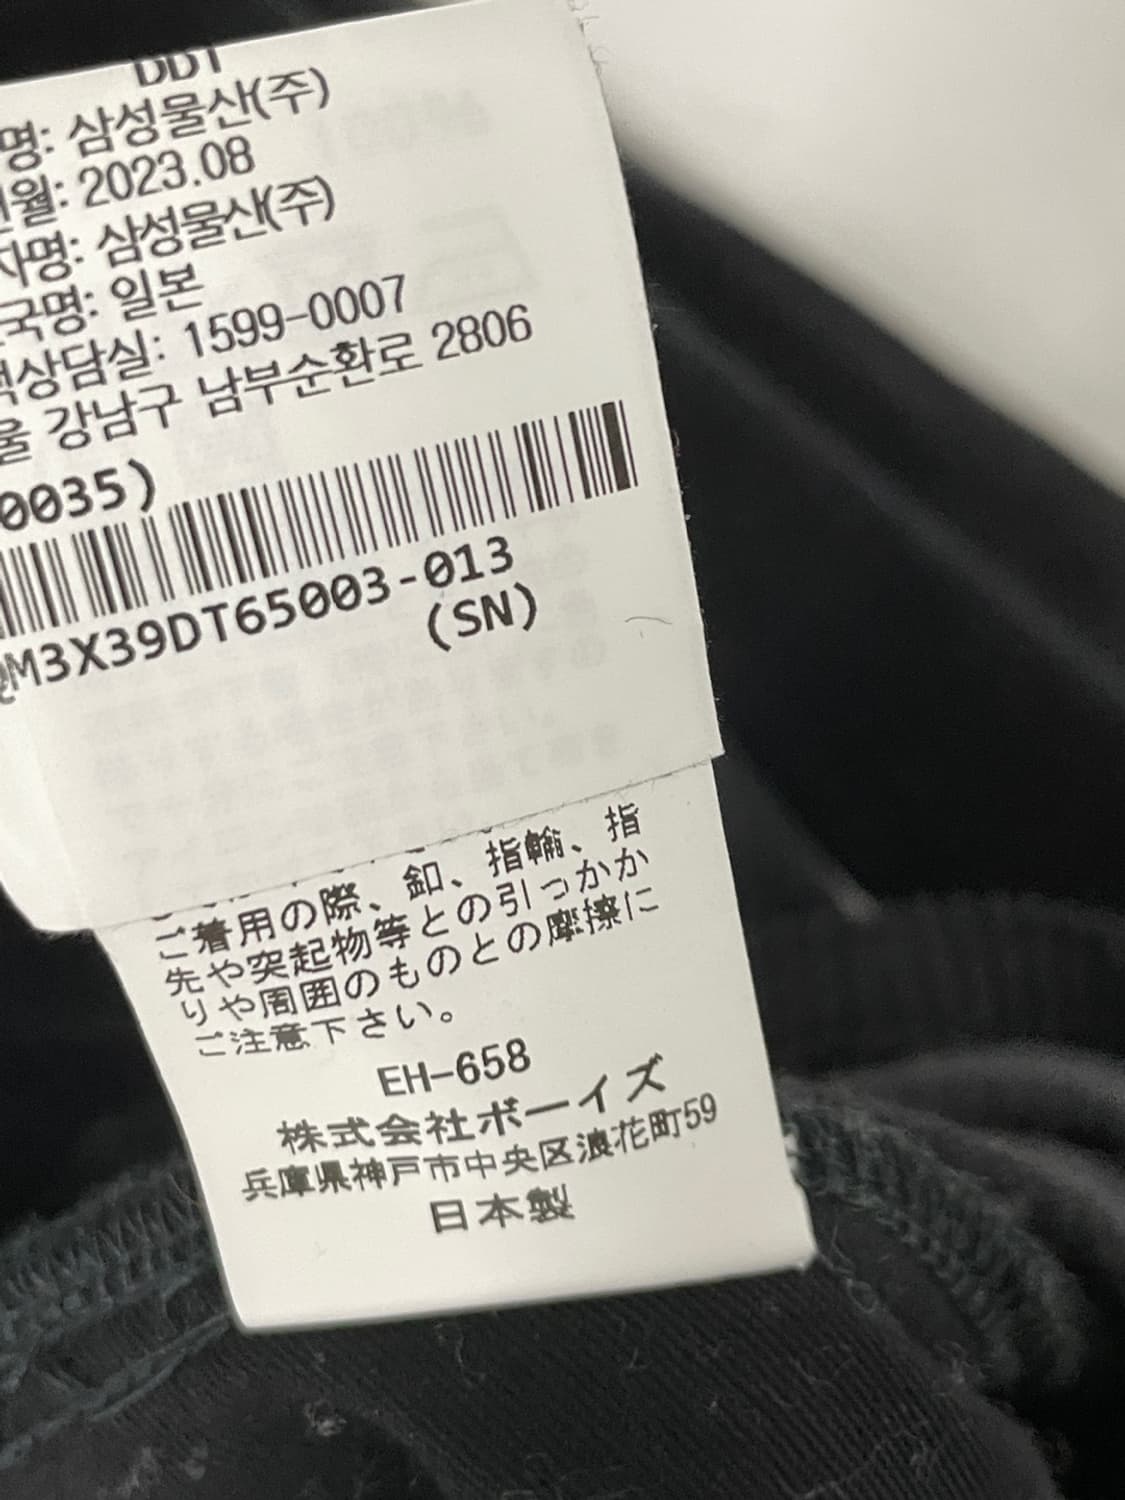 명: 삼성물산(주)
월: 2023.08
자명: 삼성물산(주)
국명: 일본
상담실: 1599-0007
울 강남구 남부순환로 2806
0035)
M3X39DT65003-013
(SN)
ご着用の際、釦、指輪、指
先や突起物等との引っかか
りや周囲のものとの摩擦に
ご注意下さい。
EH-658
株式会社ボーイズ
兵庫県神戸市中央区浪花町59
日本製